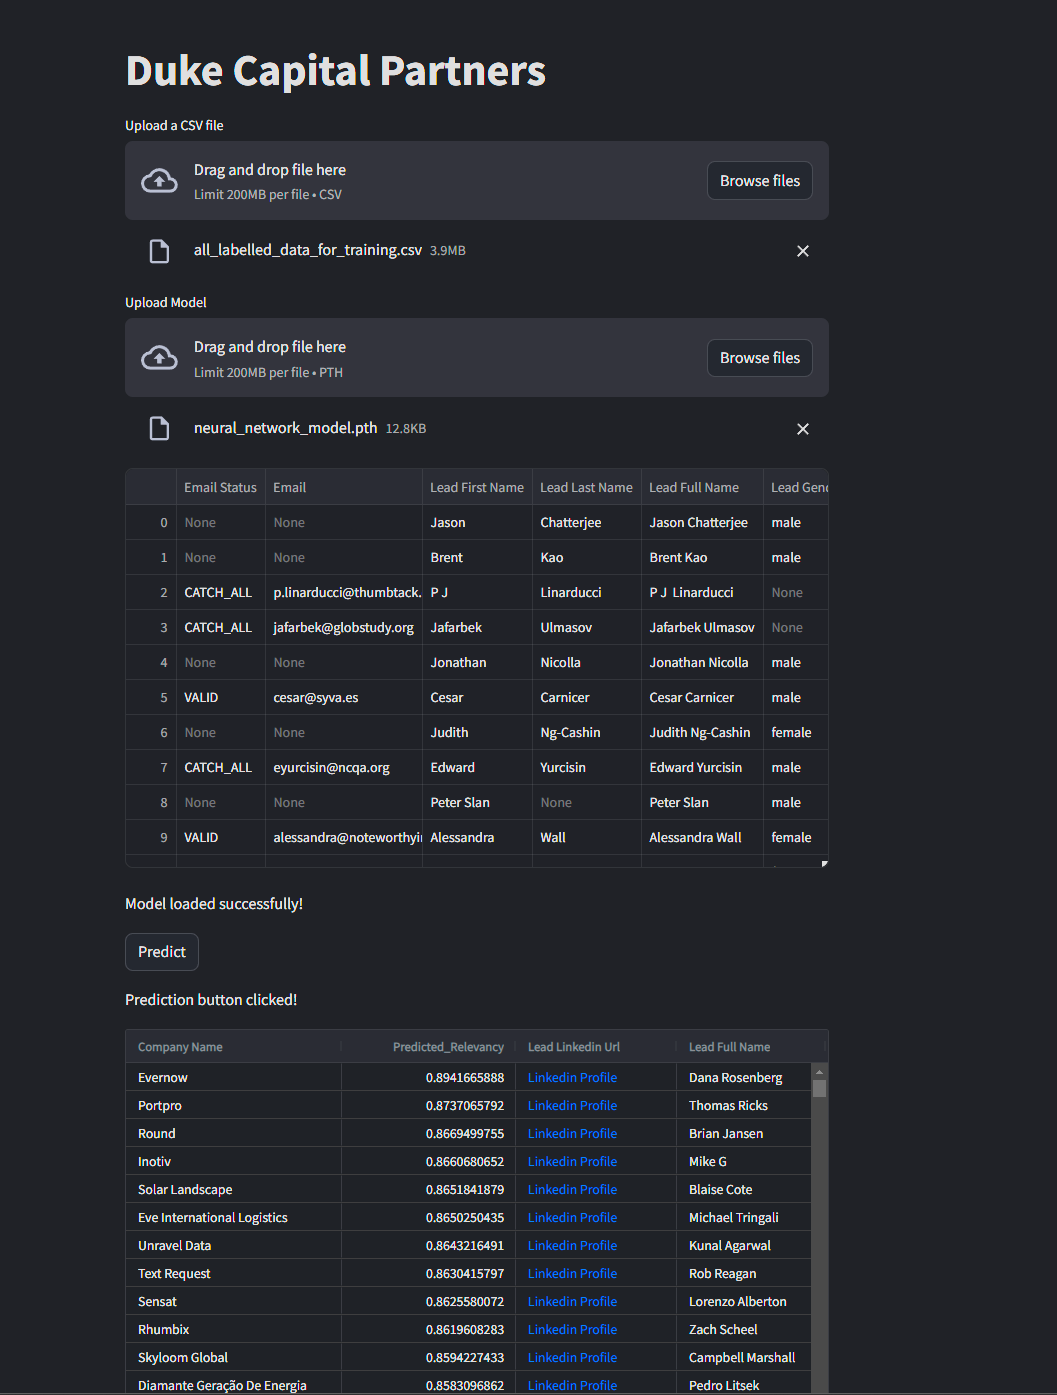 Duke Capital Partners
Upload a CSV file
Drag and drop file here
Limit 200MB per file • CSV
Browse files
all_labelled_data_for_training.csv 3.9MB
Upload Model
Drag and drop file here
Limit 200MB per file • PTH
Browse files
neural_network_model.pth 12.8KB
Email Status Email Lead First Name Lead Last Name Lead Full Name Lead Gend
0 None None Jason Chatterjee Jason Chatterjee male
1 None None Brent Kao Brent Kao male
2 CATCH_ALL p.linarducci@thumbtack. P J Linarducci P J Linarducci None
3 CATCH_ALL jafarbek@globstudy.org Jafarbek Ulmasov Jafarbek Ulmasov None
4 None None Jonathan Nicolla Jonathan Nicolla male
5 VALID cesar@syva.es Cesar Carnicer Cesar Carnicer male
6 None None Judith Ng-Cashin Judith Ng-Cashin female
7 CATCH_ALL eyurcisin@ncqa.org Edward Yurcisin Edward Yurcisin male
8 None None Peter Slan None Peter Slan male
9 VALID alessandra@noteworthyi Alessandra Wall Alessandra Wall female
Model loaded successfully!
Predict
Prediction button clicked!
Company Name Predicted_Relevancy Lead Linkedin Url Lead Full Name
Evernow 0.8941665888 Linkedin Profile Dana Rosenberg
Portpro 0.8737065792 Linkedin Profile Thomas Ricks
Round 0.8669499755 Linkedin Profile Brian Jansen
Inotiv 0.8660680652 Linkedin Profile Mike G
Solar Landscape 0.8651841879 Linkedin Profile Blaise Cote
Eve International Logistics 0.8650250435 Linkedin Profile Michael Tringali
Unravel Data 0.8643216491 Linkedin Profile Kunal Agarwal
Text Request 0.8630415797 Linkedin Profile Rob Reagan
Sensat 0.8625580072 Linkedin Profile Lorenzo Alberton
Rhumbix 0.8619608283 Linkedin Profile Zach Scheel
Skyloom Global 0.8594227433 Linkedin Profile Campbell Marshall
Diamante Geração De Energia 0.8583096862 Linkedin Profile Pedro Litsek